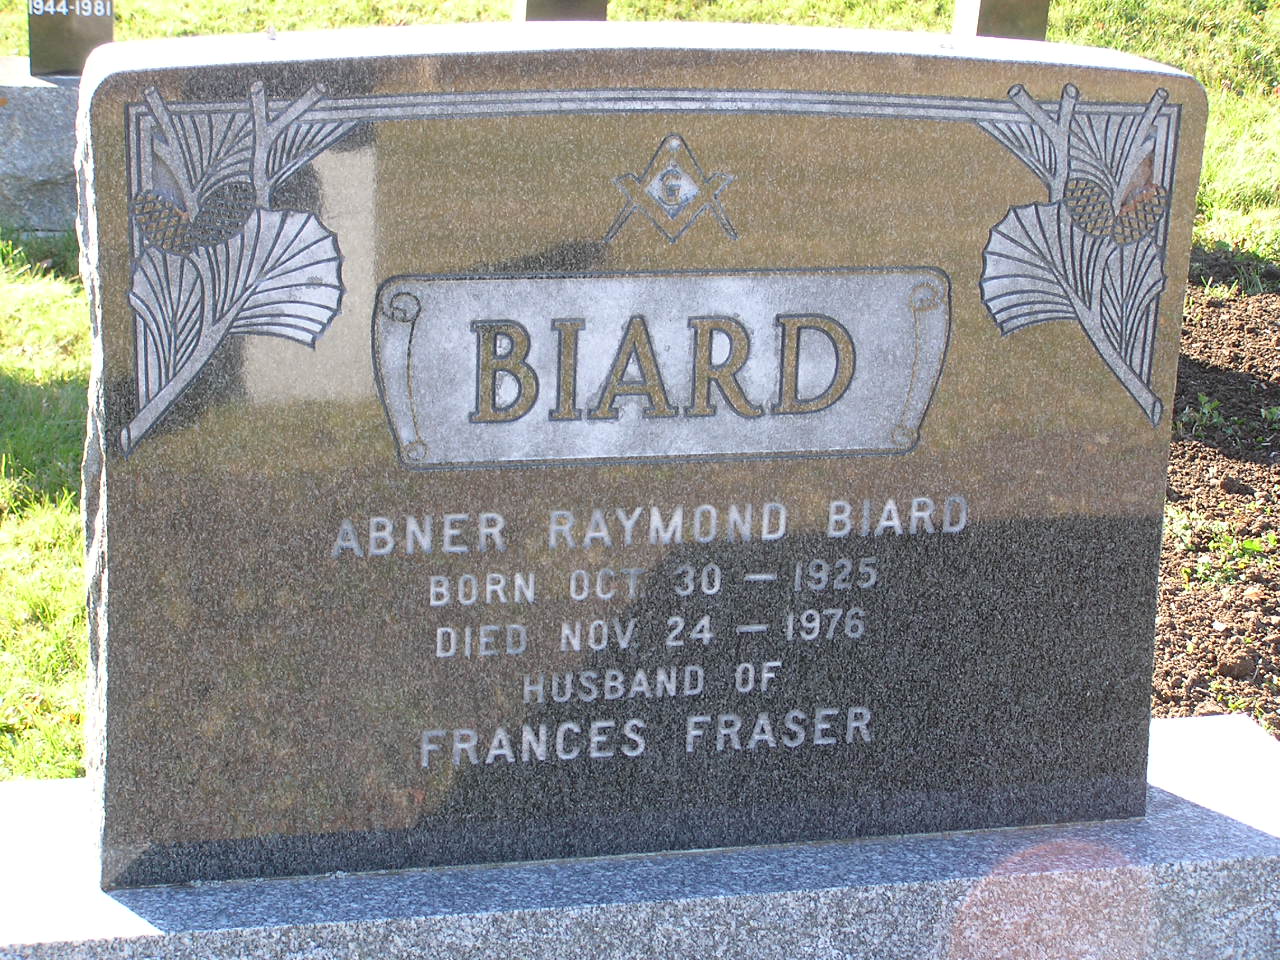 1944-1981
G
BIARD
ABNER RAYMOND BIARD
BORN OCT 30 — 1925
DIED NOV. 24 — 1976
HUSBAND OF
FRANCES FRASER